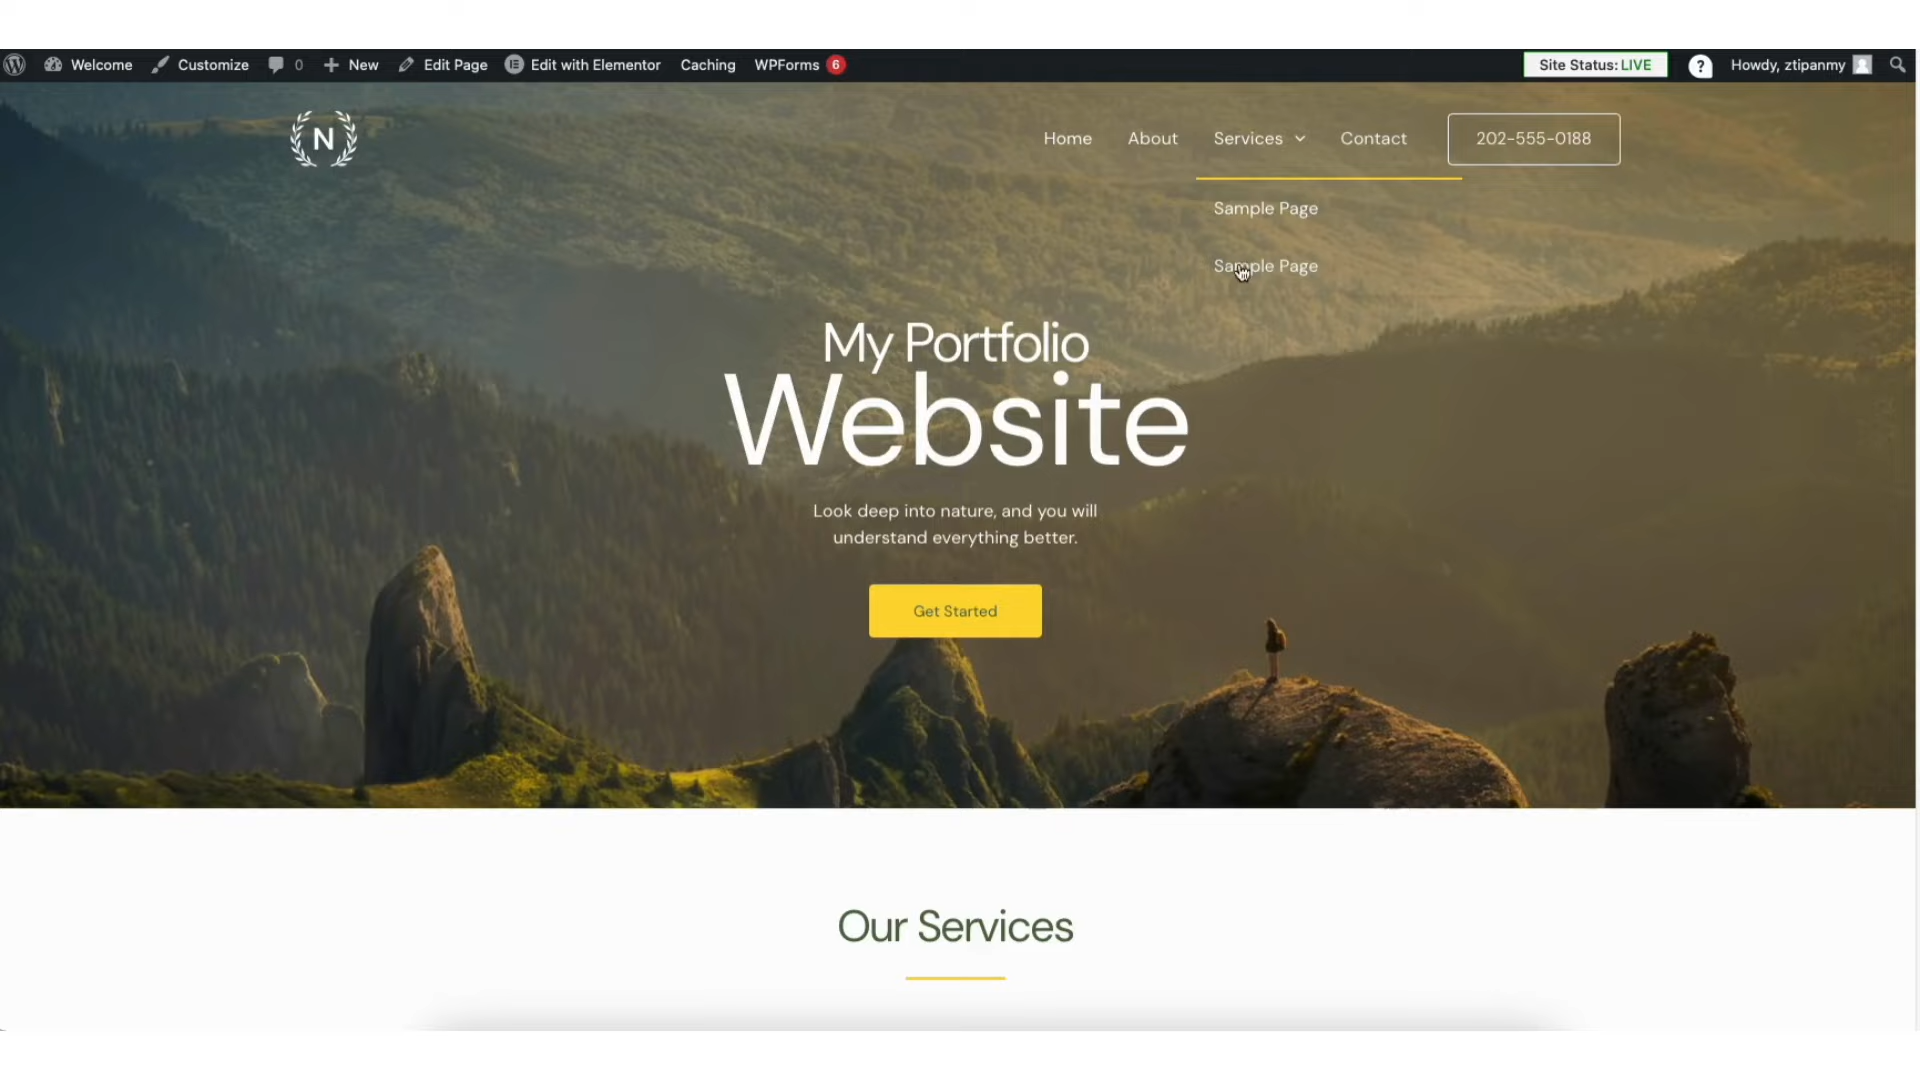 Welcome Customize 0 New Edit Page Edit with Elementor Caching WPForms 6 Site Status: LIVE ? Howdy, ztipanmy
N Home About Services Contact 202-555-0188
Sample Page
Sample Page
My Portfolio
Website
Look deep into nature, and you will
understand everything better.
Get Started
Our Services